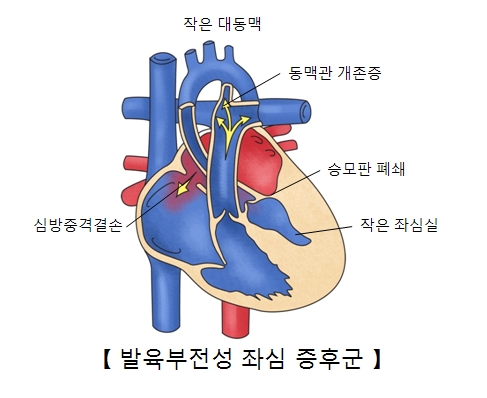 작은 대동맥
동맥관 개존증
승모판 폐쇄
심방중격결손
작은 좌심실
【 발육부전성 좌심 증후군 】